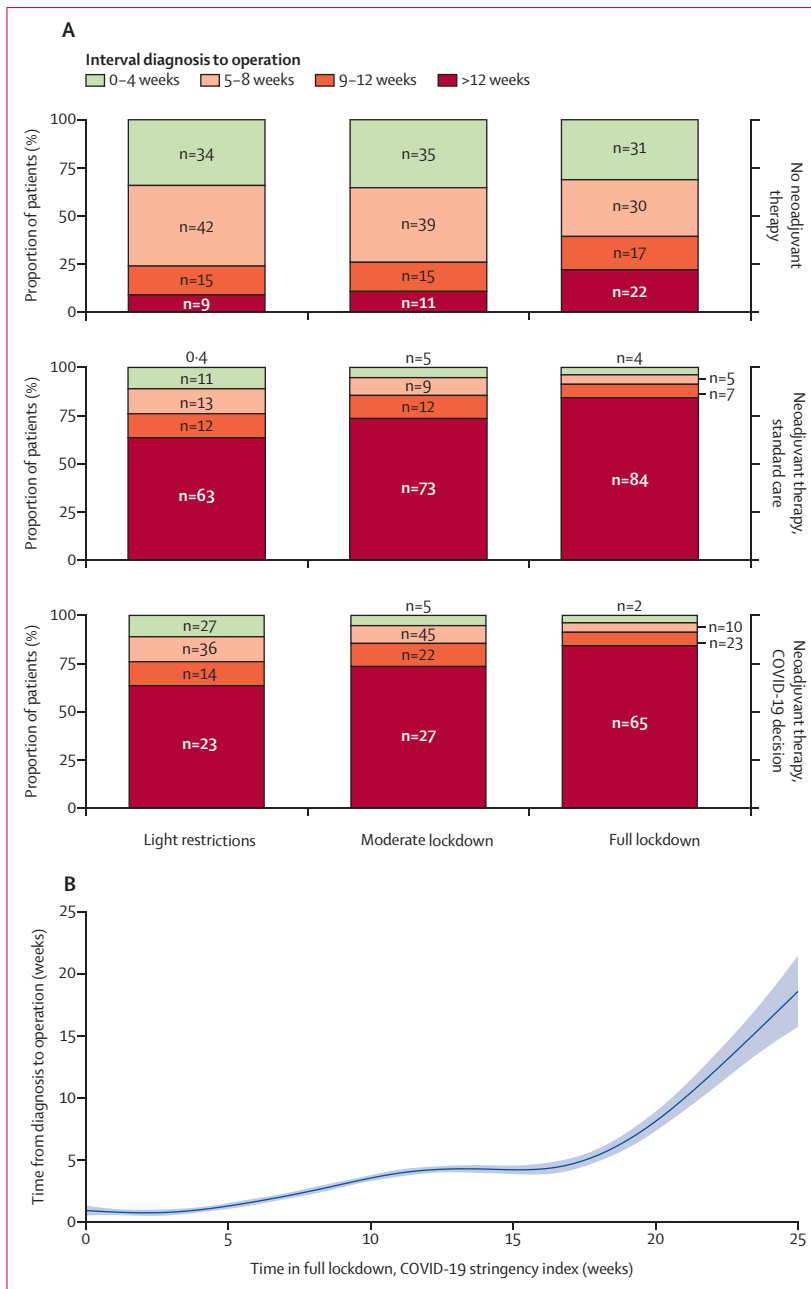 A
Interval diagnosis to operation
0–4 weeks 5–8 weeks 9–12 weeks >12 weeks
Proportion of patients (%)
100
75
50
25
0
n=34
n=42
n=15
n=9
n=35
n=39
n=15
n=11
n=31
n=30
n=17
n=22
No neoadjuvant
therapy
Proportion of patients (%)
100
75
50
25
0
0·4
n=11
n=13
n=12
n=63
n=5
n=9
n=12
n=73
n=4
n=5
n=7
n=84
Neoadjuvant therapy,
standard care
Proportion of patients (%)
100
75
50
25
0
n=27
n=36
n=14
n=23
n=5
n=45
n=22
n=27
n=2
n=10
n=23
n=65
Neoadjuvant therapy,
COVID-19 decision
Light restrictions Moderate lockdown Full lockdown
B
Time from diagnosis to operation (weeks)
25
20
15
10
5
0
0 5 10 15 20 25
Time in full lockdown, COVID-19 stringency index (weeks)